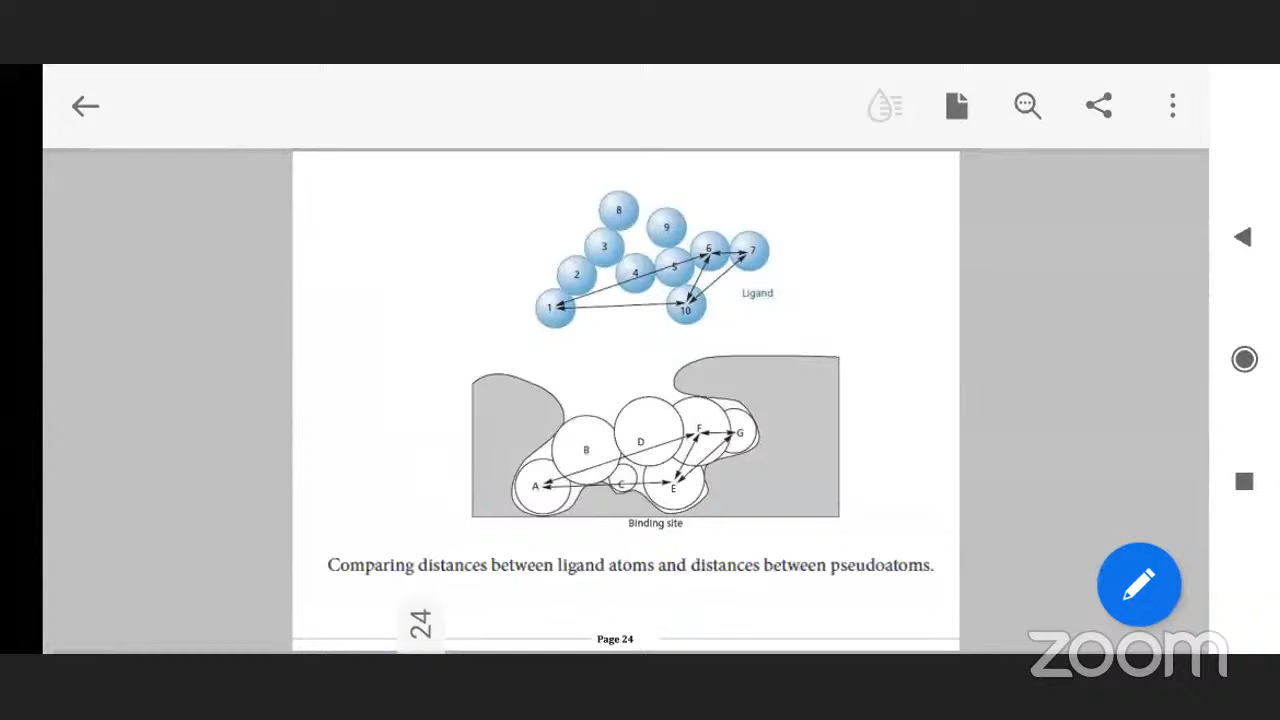 8
9
3
6
7
5
4
2
1
10
Ligand
F
G
D
B
A
C
E
Binding site
Comparing distances between ligand atoms and distances between pseudoatoms.
24
Page 24
zoom